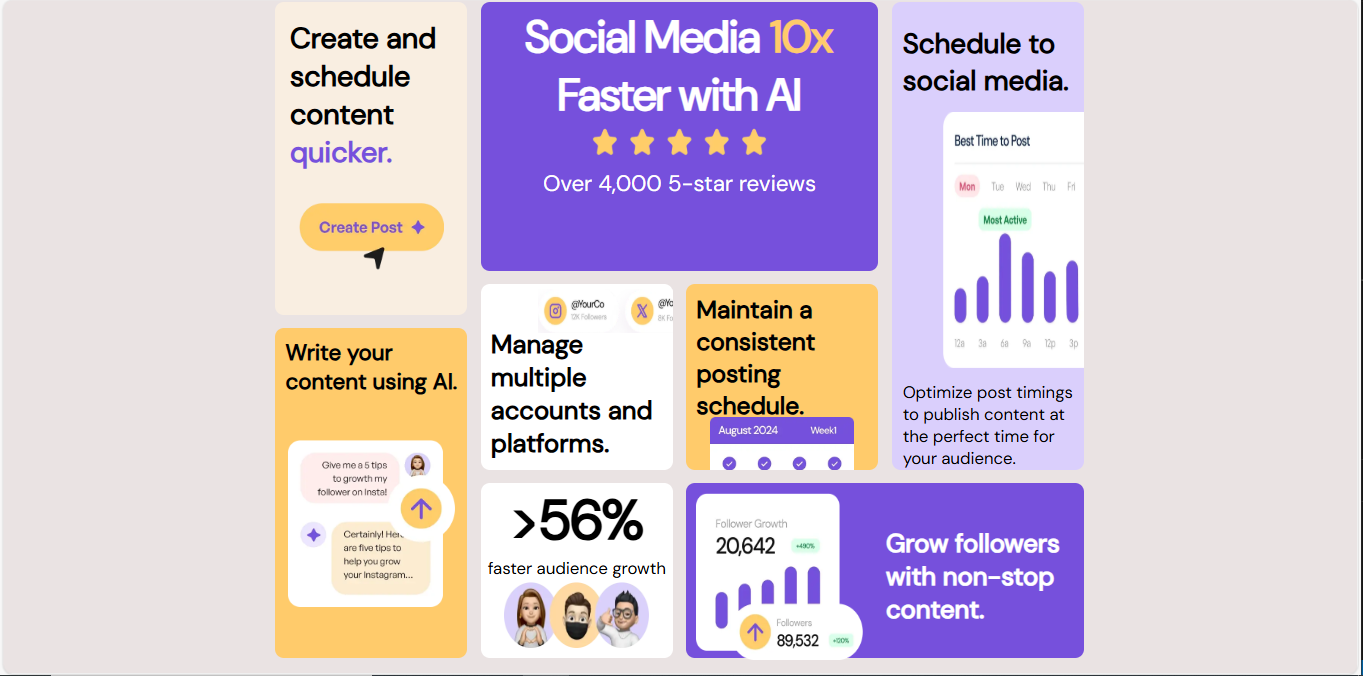 Create and
schedule
content
quicker.
Create Post
Write your
content using AI.
Give me a 5 tips
to growth my
follower on Insta!
Certainly! Here
are five tips to
help you grow
your Instagram...
Social Media 10x
Faster with AI
Over 4,000 5-star reviews
@YourCo
12K Followers
@Yo
8K Fo
Manage
multiple
accounts and
platforms.
Maintain a
consistent
posting
schedule.
August 2024 Week1
>56%
faster audience growth
Schedule to
social media.
Best Time to Post
Mon Tue Wed Thu Fri
Most Active
12a 3a 6a 9a 12p 3p
Optimize post timings
to publish content at
the perfect time for
your audience.
Follower Growth
20,642 +490%
Followers
89,532 +120%
Grow followers
with non-stop
content.